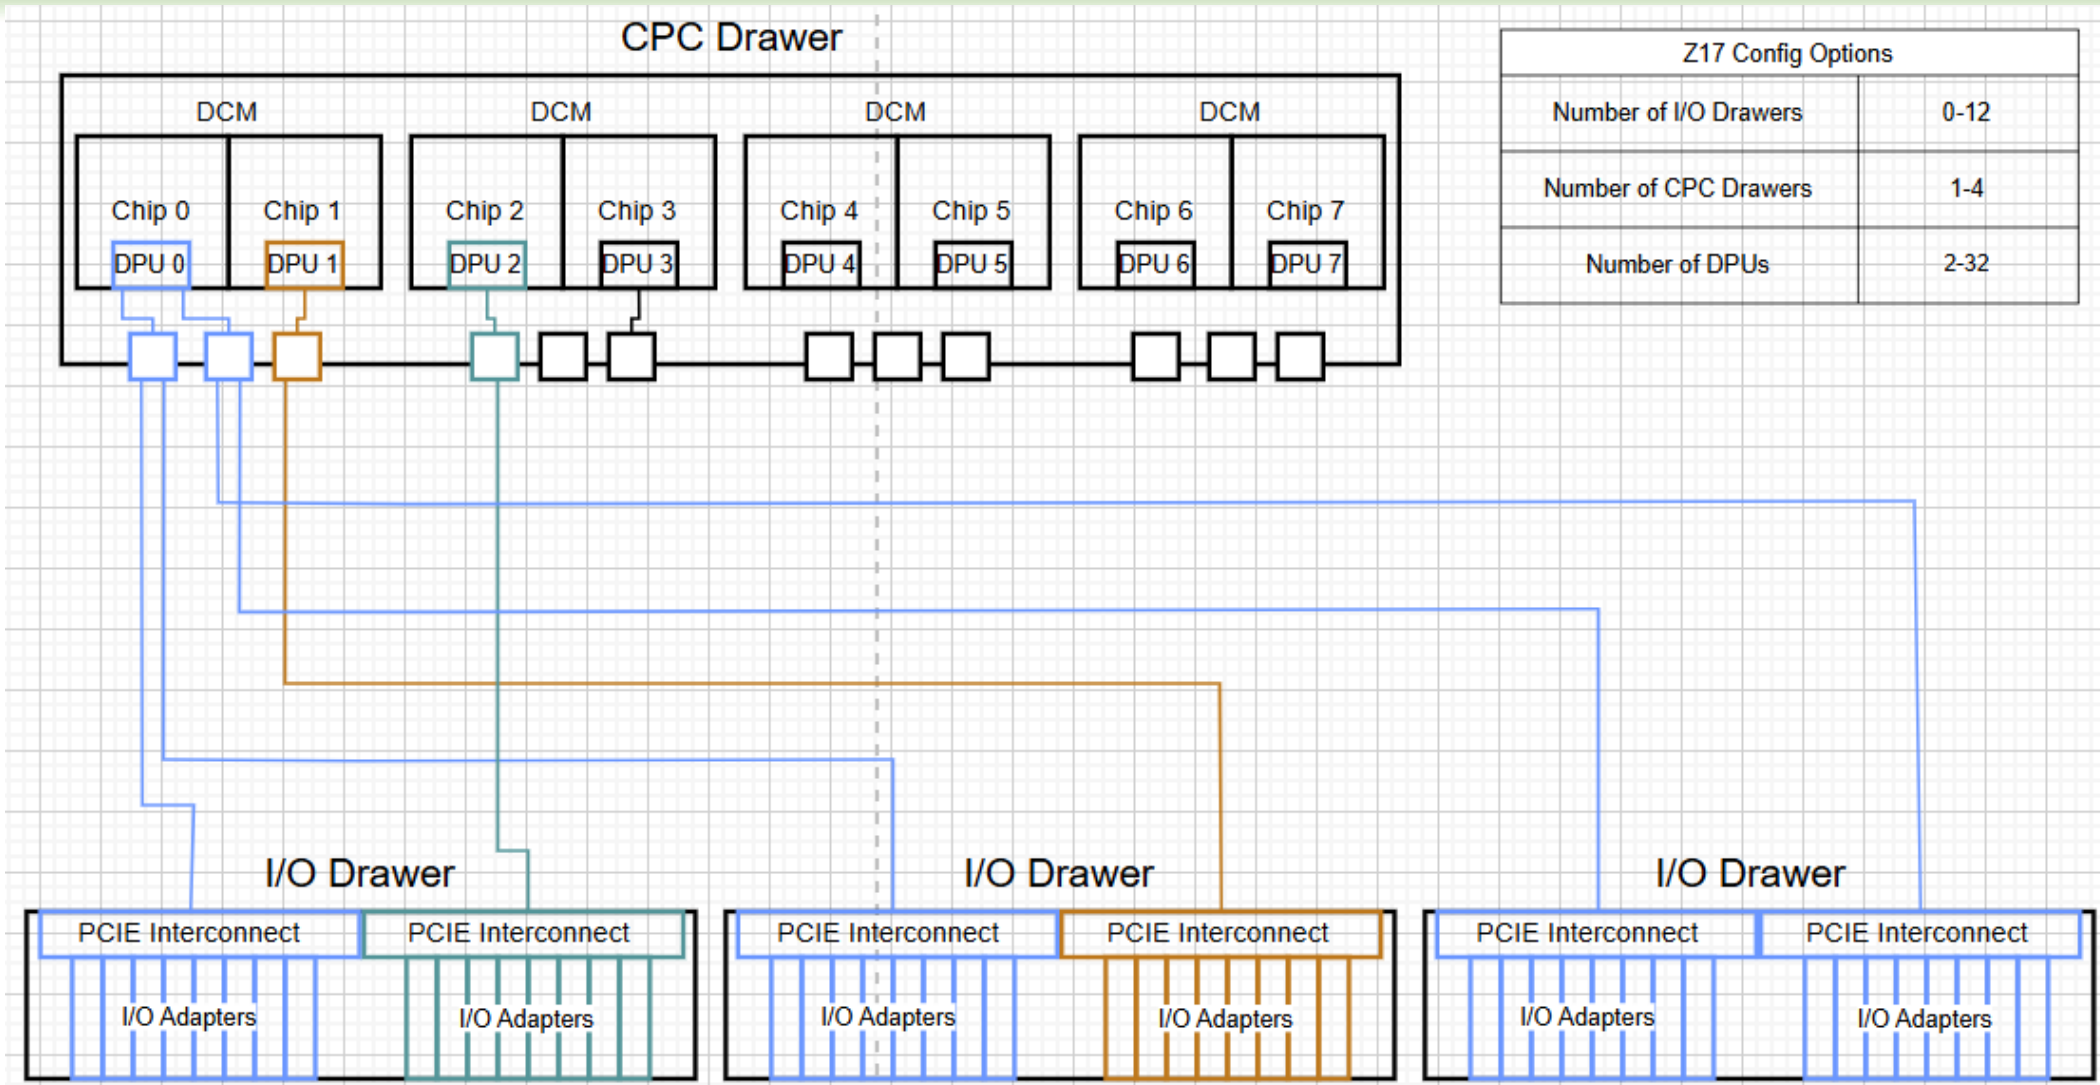 CPC Drawer
Z17 Config Options
Number of I/O Drawers 0-12
Number of CPC Drawers 1-4
Number of DPUs 2-32
DCM DCM DCM DCM
Chip 0 Chip 1 Chip 2 Chip 3 Chip 4 Chip 5 Chip 6 Chip 7
DPU 0 DPU 1 DPU 2 DPU 3 DPU 4 DPU 5 DPU 6 DPU 7
I/O Drawer I/O Drawer I/O Drawer
PCIE Interconnect PCIE Interconnect PCIE Interconnect PCIE Interconnect PCIE Interconnect PCIE Interconnect
I/O Adapters I/O Adapters I/O Adapters I/O Adapters I/O Adapters I/O Adapters